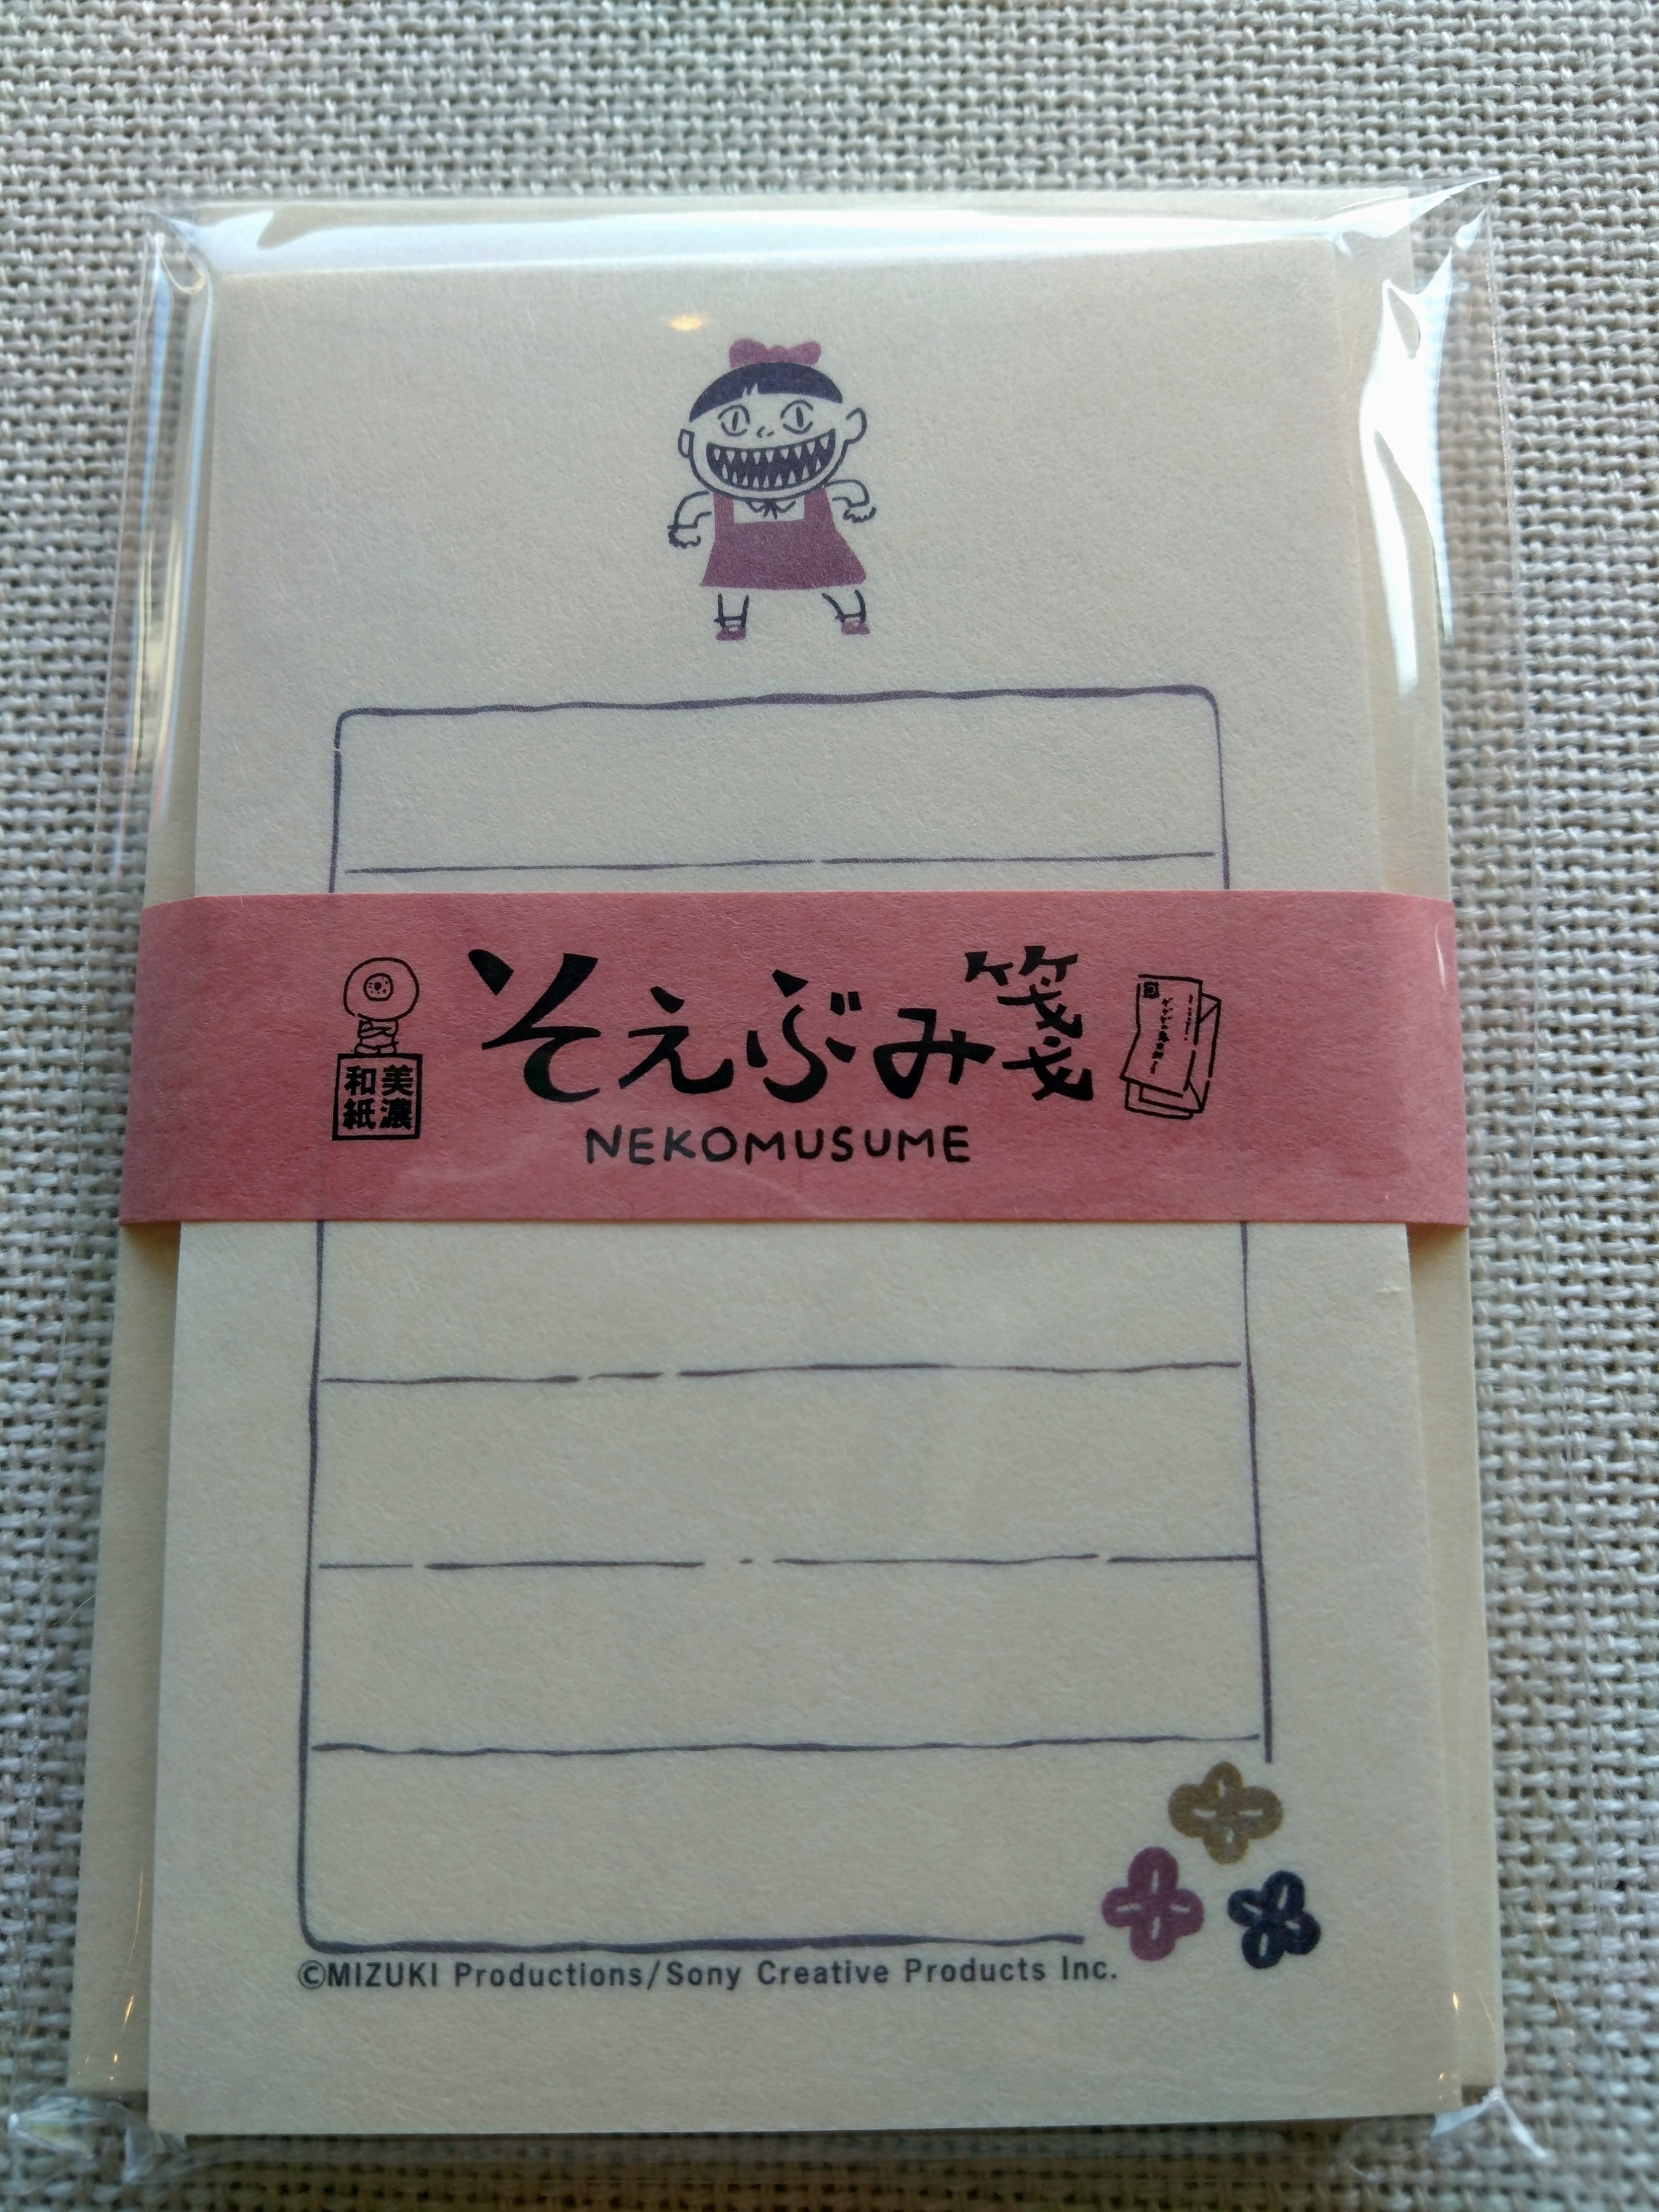 そえぶみ箋
美濃
和紙
NEKOMUSUME
©MIZUKI Productions/Sony Creative Products Inc.